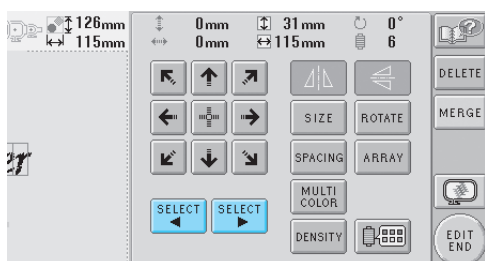 126mm 0mm 31mm 0°
115mm 0mm 115mm 6
DELETE
MERGE
SIZE ROTATE
SPACING ARRAY
MULTI
COLOR
SELECT SELECT
DENSITY
EDIT
END